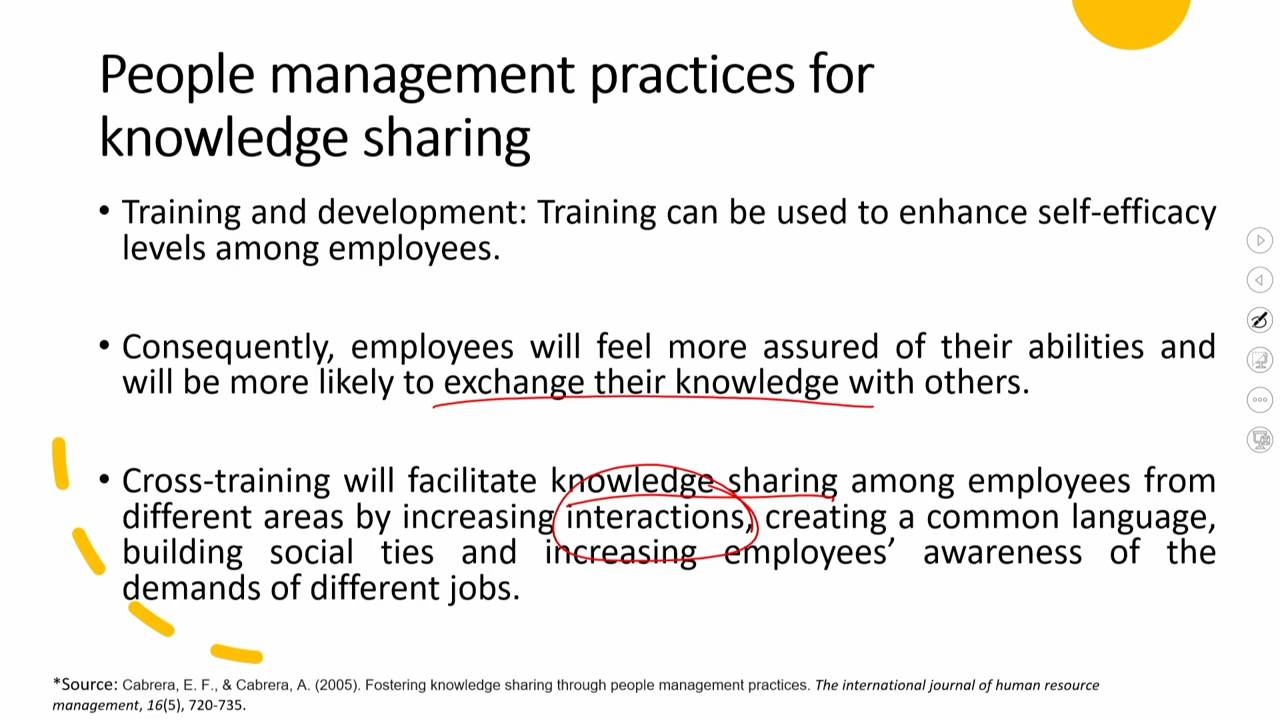 People management practices for
knowledge sharing
• Training and development: Training can be used to enhance self-efficacy
levels among employees.
• Consequently, employees will feel more assured of their abilities and
will be more likely to exchange their knowledge with others.
• Cross-training will facilitate knowledge sharing among employees from
different areas by increasing interactions, creating a common language,
building social ties and increasing employees’ awareness of the
demands of different jobs.
*Source: Cabrera, E. F., & Cabrera, A. (2005). Fostering knowledge sharing through people management practices. The international journal of human resource
management, 16(5), 720-735.